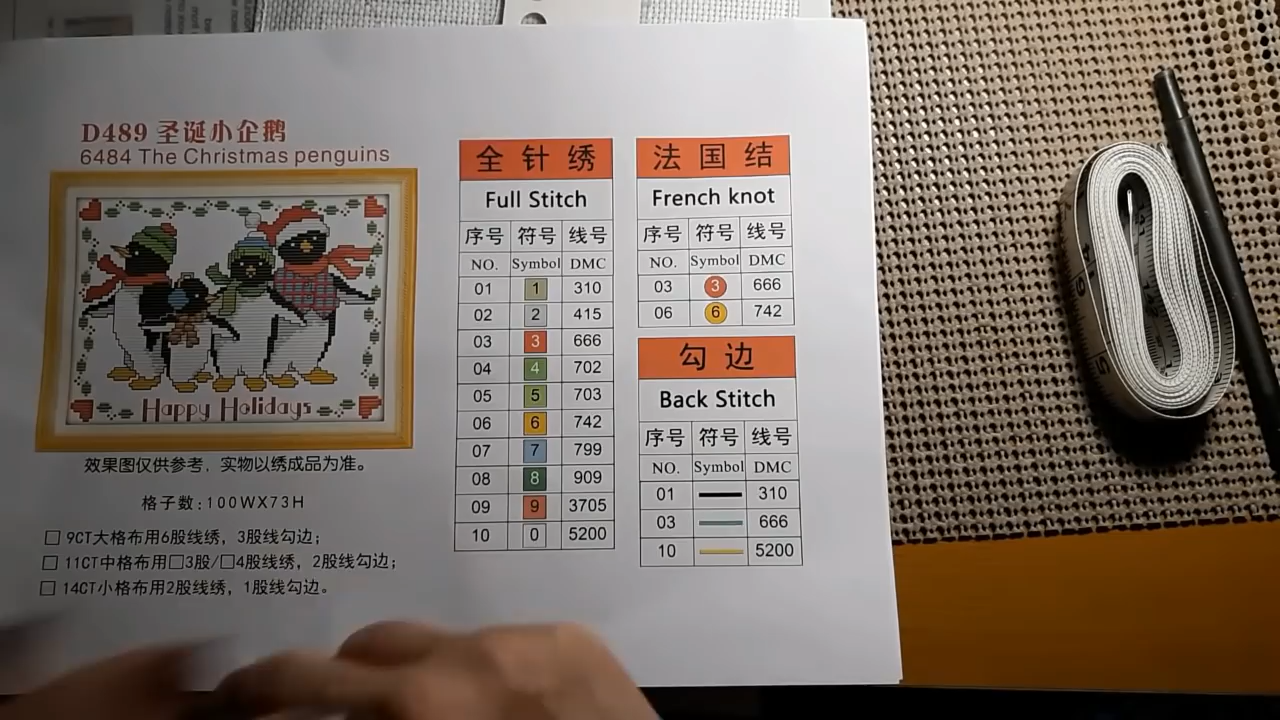 D489 圣诞小企鹅
6484 The Christmas penguins
Happy Holidays
效果图仅供参考，实物以绣成品为准。
格子数:100WX73H
□ 9CT大格布用6股线绣，3股线勾边;
□ 11CT中格布用□3股/□4股线绣，2股线勾边;
□ 14CT小格布用2股线绣，1股线勾边。
全针绣
Full Stitch
序号 符号 线号
NO. Symbol DMC
01 1 310
02 2 415
03 3 666
04 4 702
05 5 703
06 6 742
07 7 799
08 8 909
09 9 3705
10 0 5200
法国结
French knot
序号 符号 线号
NO. Symbol DMC
03 3 666
06 6 742
勾边
Back Stitch
序号 符号 线号
NO. Symbol DMC
01 310
03 666
10 5200